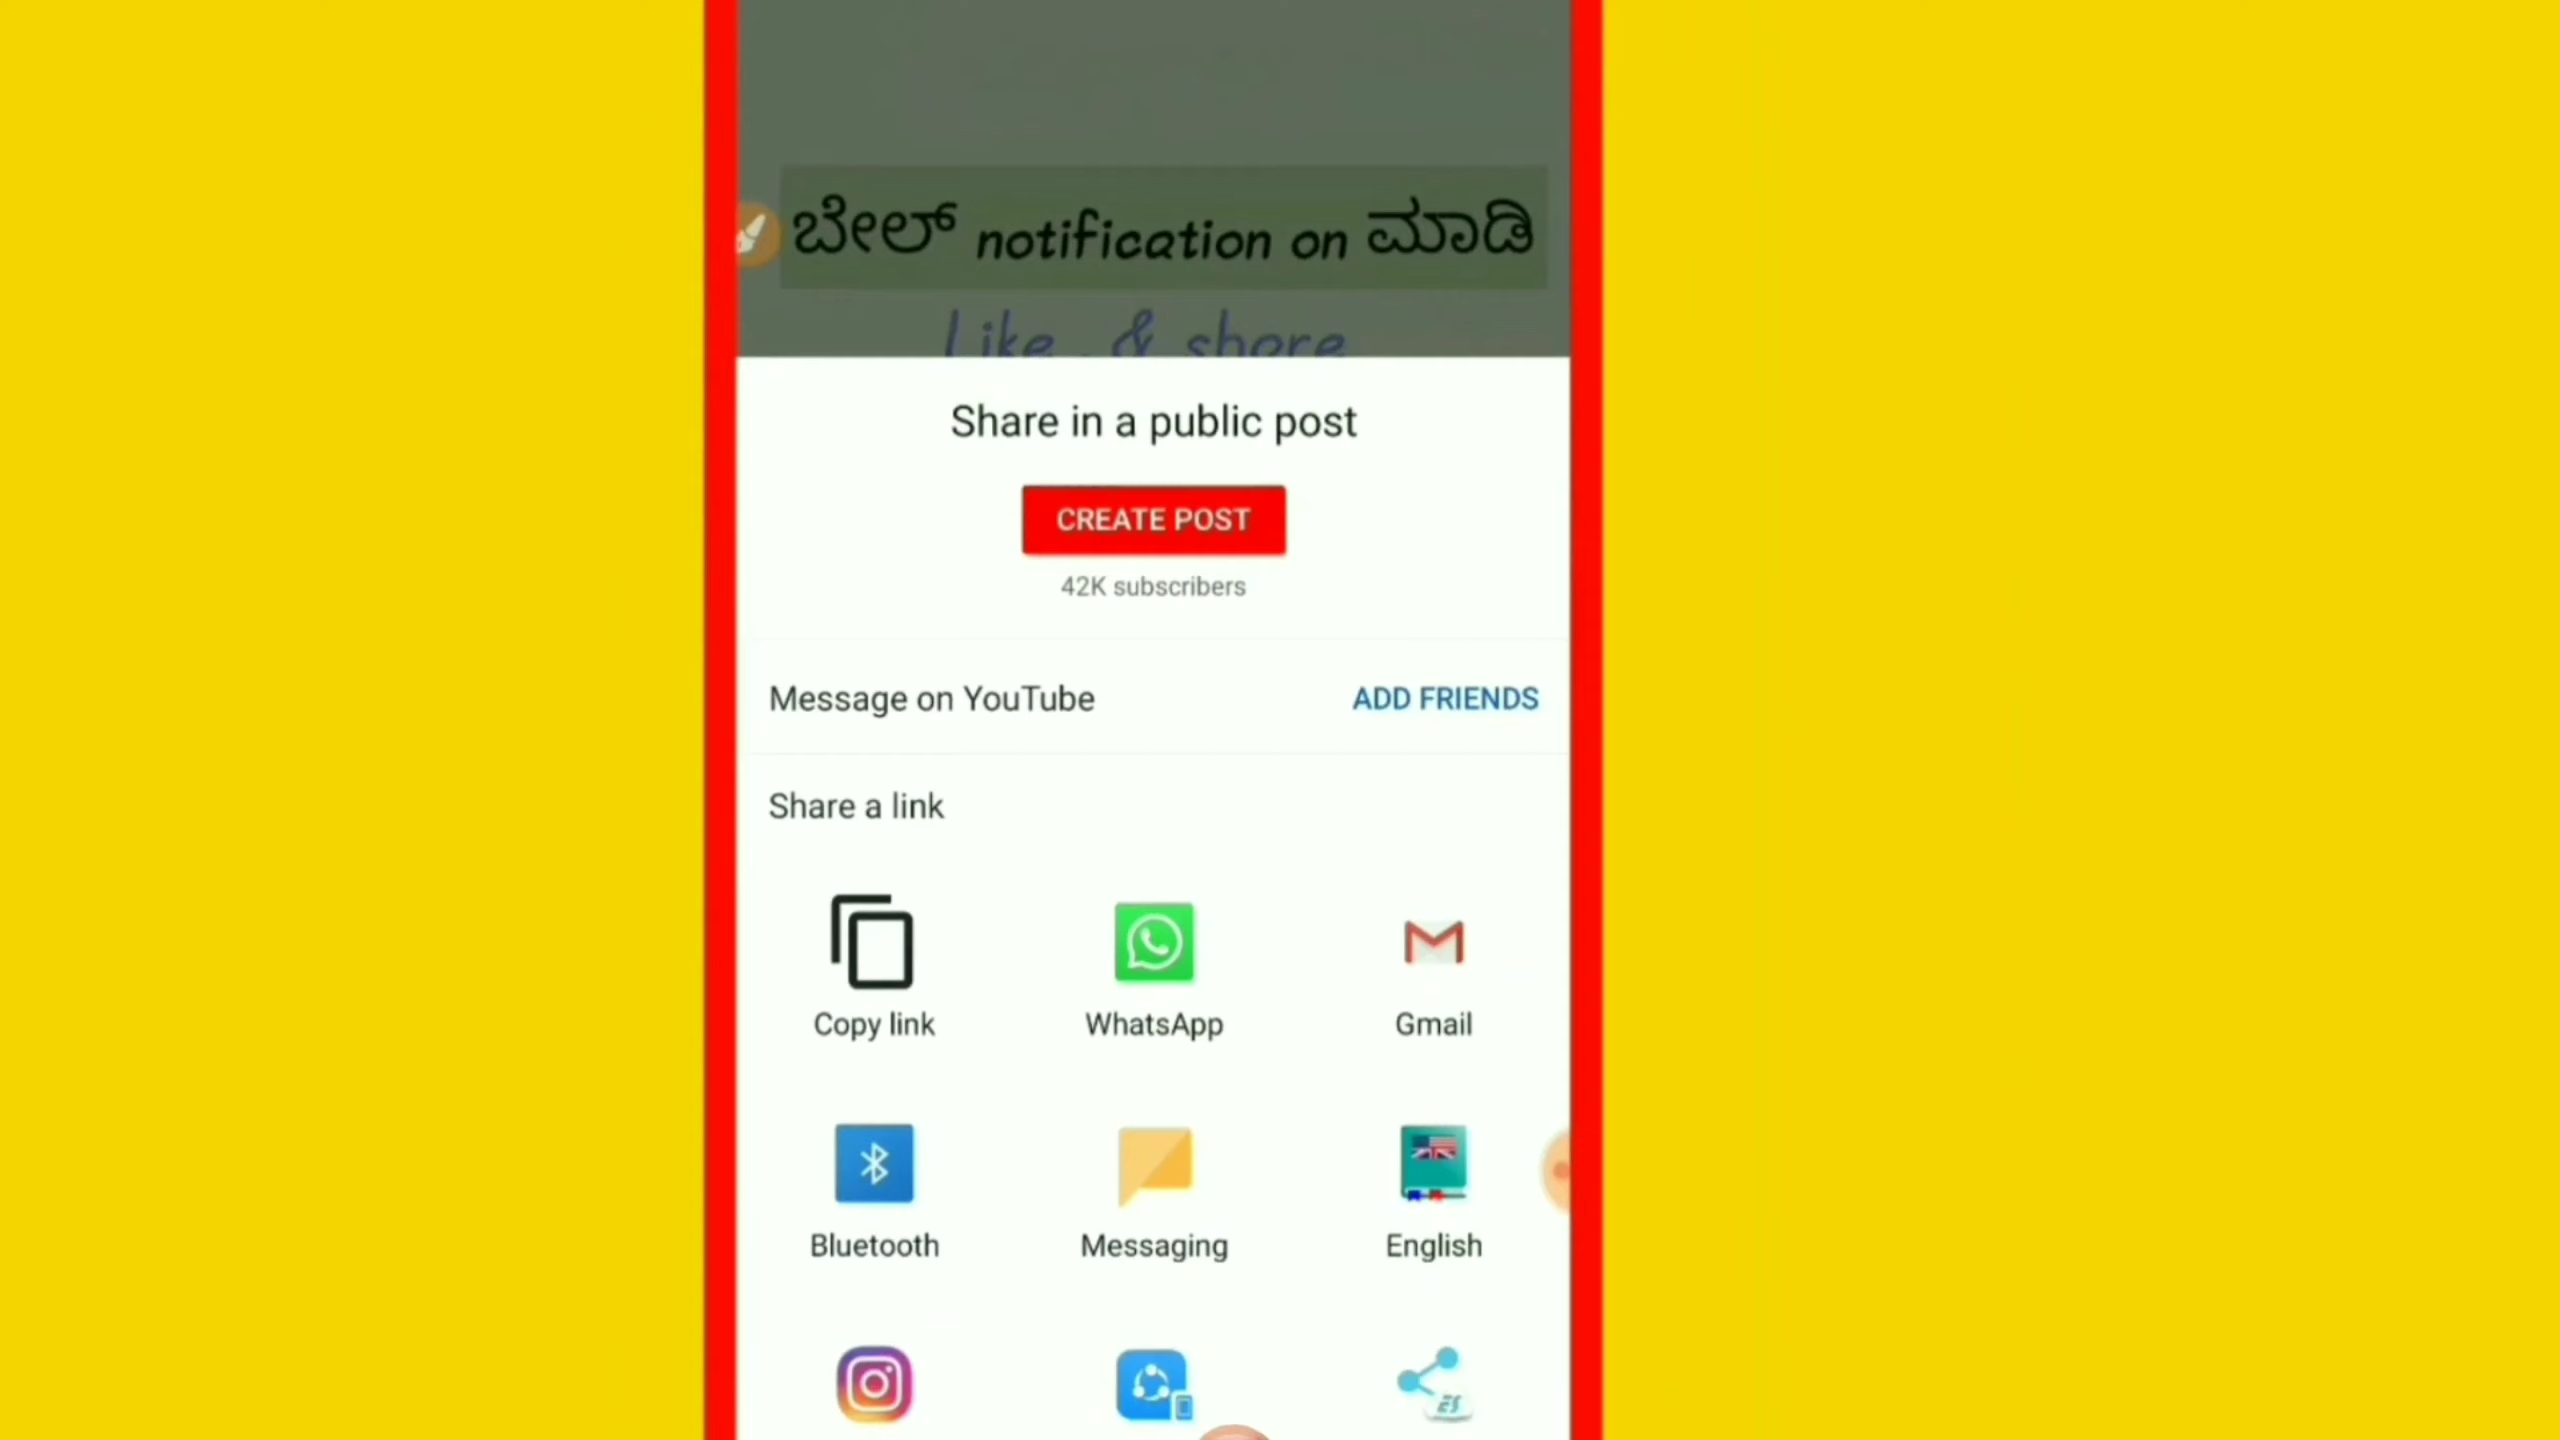 ಬೇಲ್ notification on ಮಾಡಿ
Like & share
Share in a public post
CREATE POST
42K subscribers
Message on YouTube
ADD FRIENDS
Share a link
Copy link
WhatsApp
Gmail
Bluetooth
Messaging
English
ES